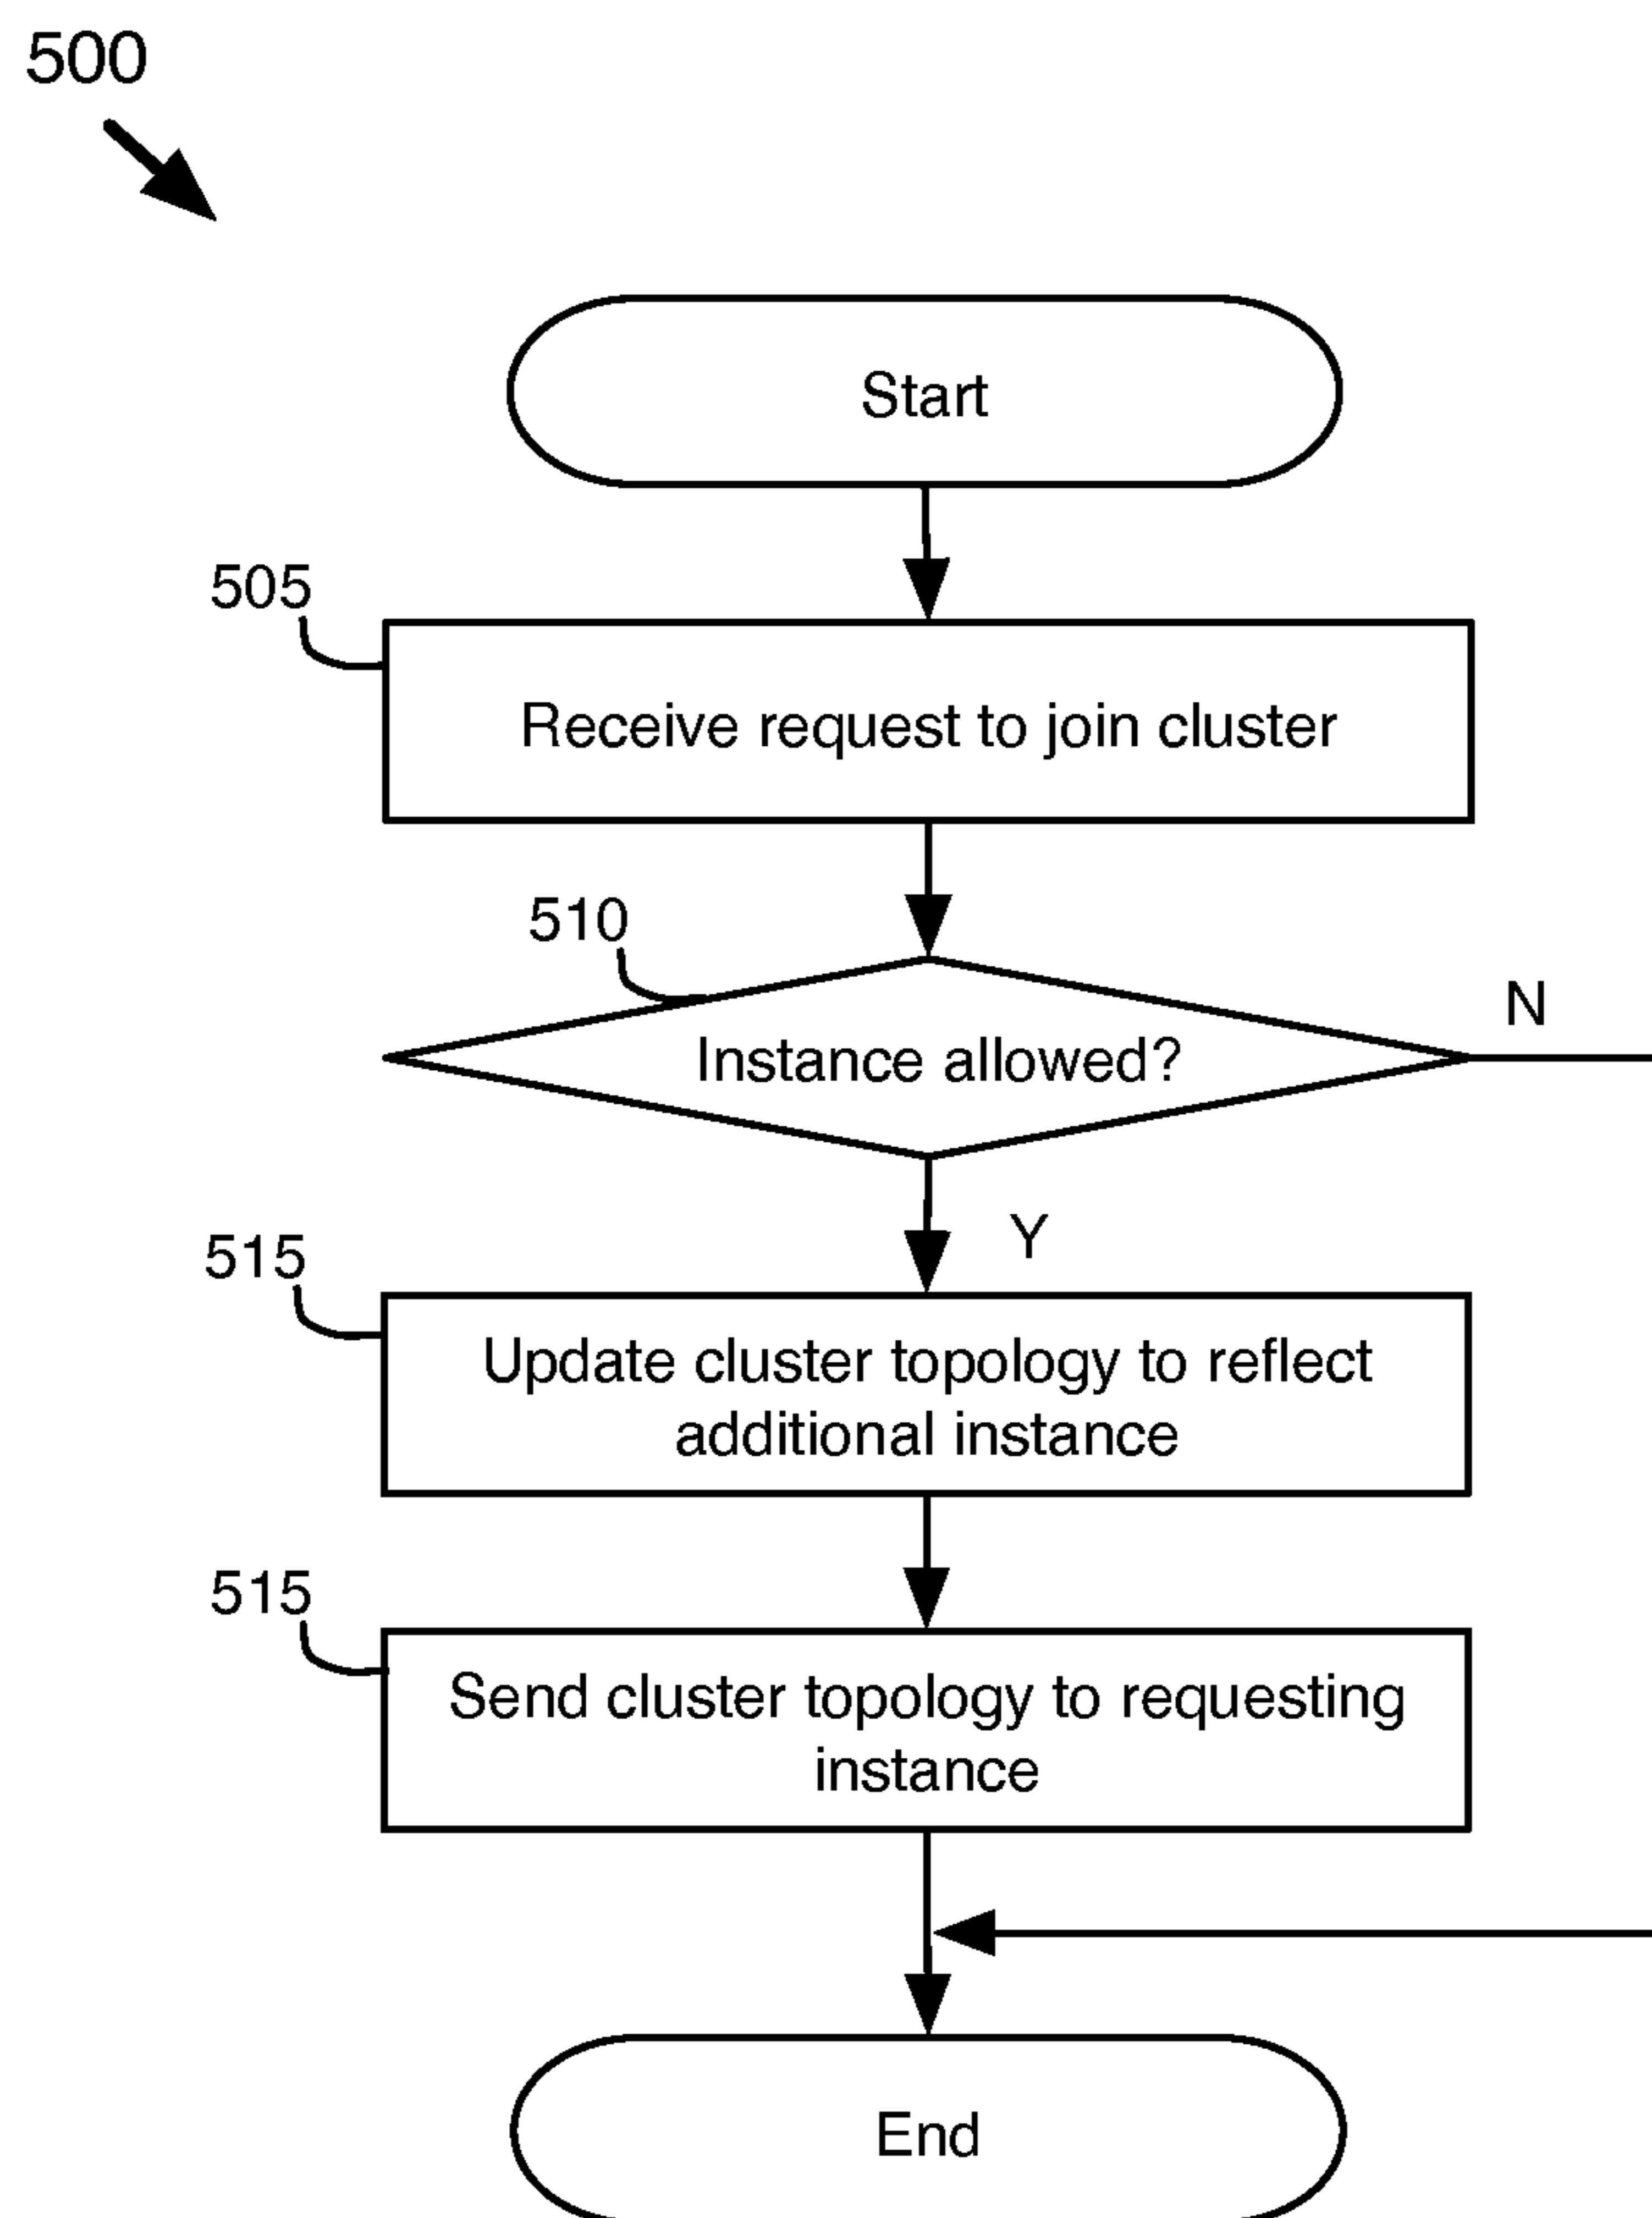 500
Start
505
Receive request to join cluster
510
Instance allowed?
N
Y
515
Update cluster topology to reflect
additional instance
515
Send cluster topology to requesting
instance
End